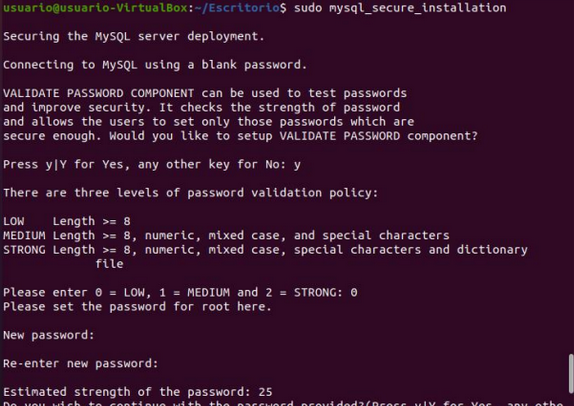 usuario@usuario-VirtualBox:~/Escritorio$ sudo mysql_secure_installation
Securing the MySQL server deployment.
Connecting to MySQL using a blank password.
VALIDATE PASSWORD COMPONENT can be used to test passwords
and improve security. It checks the strength of password
and allows the users to set only those passwords which are
secure enough. Would you like to setup VALIDATE PASSWORD component?
Press y|Y for Yes, any other key for No: y
There are three levels of password validation policy:
LOW    Length >= 8
MEDIUM Length >= 8, numeric, mixed case, and special characters
STRONG Length >= 8, numeric, mixed case, special characters and dictionary
file
Please enter 0 = LOW, 1 = MEDIUM and 2 = STRONG: 0
Please set the password for root here.
New password:
Re-enter new password:
Estimated strength of the password: 25
Do you wish to continue with the password provided?(Press y|Y for Yes, any othe